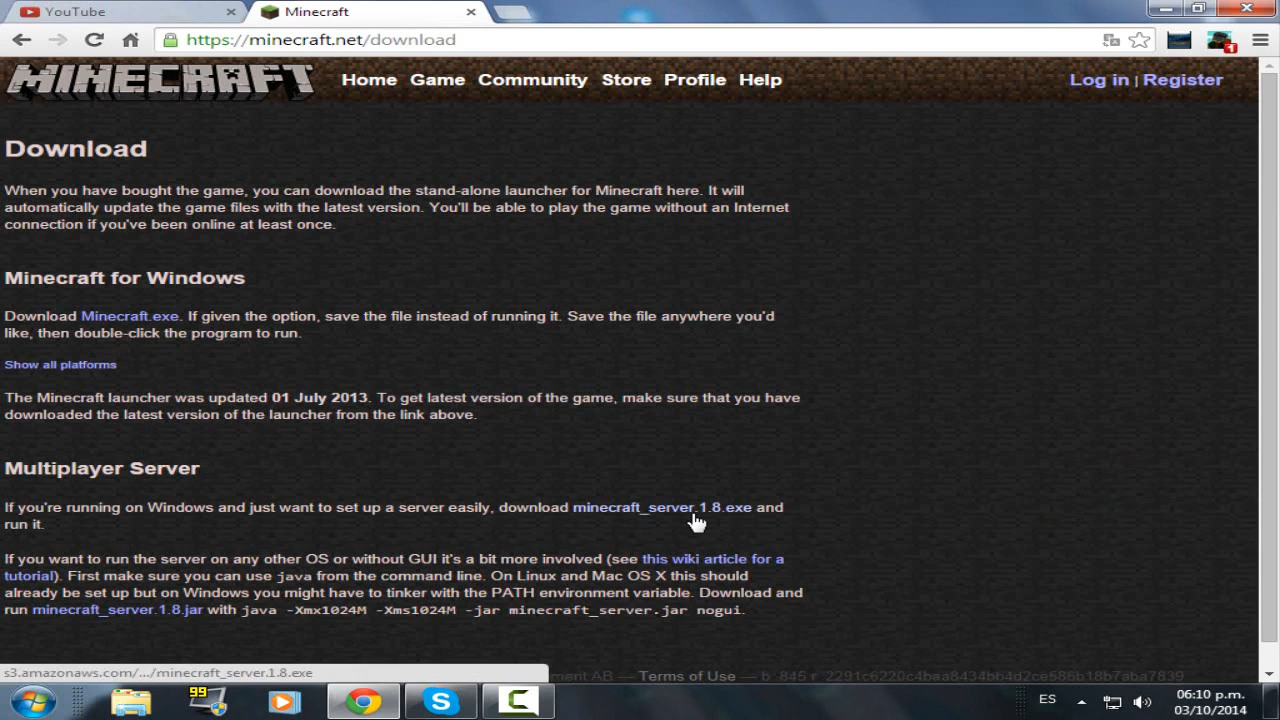 YouTube
Minecraft
https://minecraft.net/download
1
MINECRAFT
Home Game Community Store Profile Help
Log in | Register
Download
When you have bought the game, you can download the stand-alone launcher for Minecraft here. It will
automatically update the game files with the latest version. You'll be able to play the game without an Internet
connection if you've been online at least once.
Minecraft for Windows
Download Minecraft.exe. If given the option, save the file instead of running it. Save the file anywhere you'd
like, then double-click the program to run.
Show all platforms
The Minecraft launcher was updated 01 July 2013. To get latest version of the game, make sure that you have
downloaded the latest version of the launcher from the link above.
Multiplayer Server
If you're running on Windows and just want to set up a server easily, download minecraft_server.1.8.exe and
run it.
If you want to run the server on any other OS or without GUI it's a bit more involved (see this wiki article for a
tutorial). First make sure you can use java from the command line. On Linux and Mac OS X this should
already be set up but on Windows you might have to tinker with the PATH environment variable. Download and
run minecraft_server.1.8.jar with java -Xmx1024M -Xms1024M -jar minecraft_server.jar nogui.
s3.amazonaws.com/.../minecraft_server.1.8.exe
ment AB — Terms of Use —
99
ES
06:10 p.m.
03/10/2014